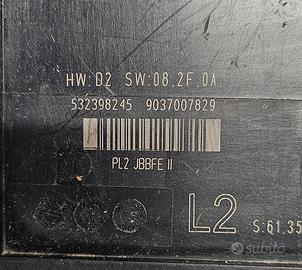 HW:D2 SW:08.2F.0A
532398245 9037007829
PL2 JBBFE II
L2 S:61.35
subito